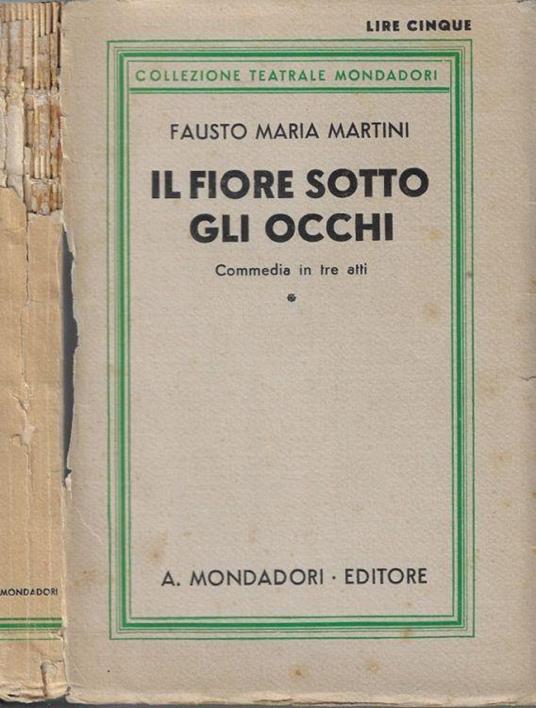 LIRE CINQUE
COLLEZIONE TEATRALE MONDADORI
FAUSTO MARIA MARTINI
IL FIORE SOTTO
GLI OCCHI
Commedia in tre atti
A. MONDADORI · EDITORE
MONDADORI